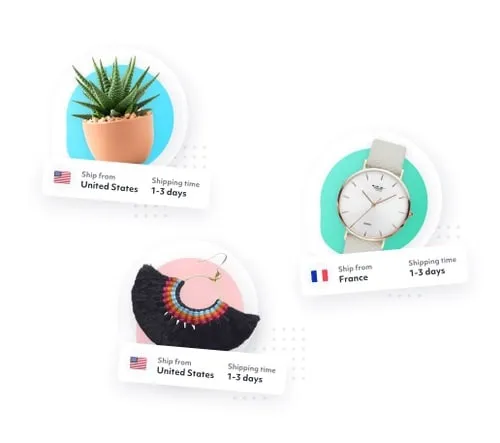 Ship from
United States
Shipping time
1-3 days
Ship from
France
Shipping time
1-3 days
Ship from
United States
Shipping time
1-3 days